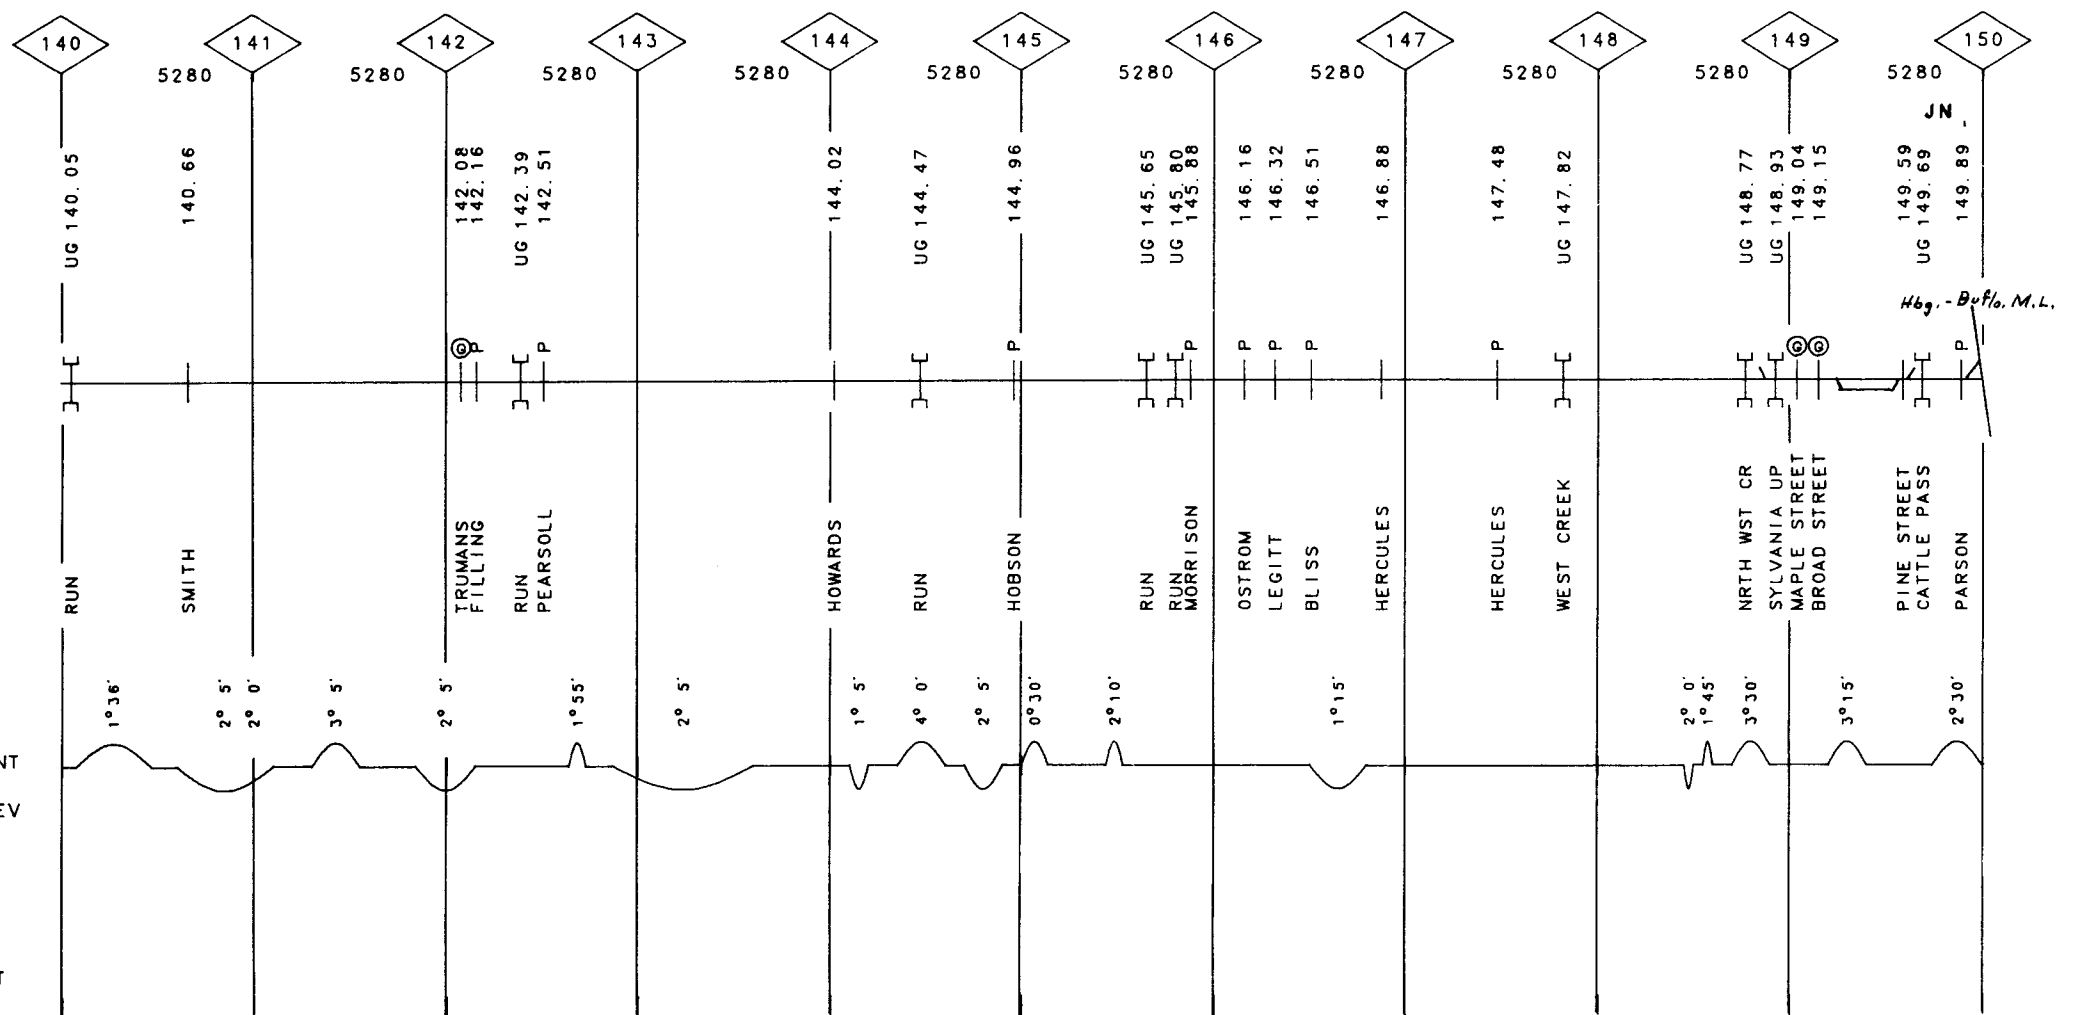 140 141 142 143 144 145 146 147 148 149 150
5280 5280 5280 5280 5280 5280 5280 5280 5280 5280
JN
UG 140.05
140.66
142.08
142.16
UG 142.39
142.51
144.02
UG 144.47
144.96
UG 145.65
UG 145.80
145.88
146.16
146.32
146.51
146.88
147.48
UG 147.82
UG 148.77
UG 148.93
149.04
149.15
149.59
UG 149.69
149.89
Hbg. - Buflo. M.L.
G P P P P P P P P G G P
RUN
SMITH
TRUMANS
FILLING
RUN
PEARSOLL
HOWARDS
RUN
HOBSON
RUN
RUN
MORRISON
OSTROM
LEGITT
BLISS
HERCULES
HERCULES
WEST CREEK
NRTH WST CR
SYLVANIA UP
MAPLE STREET
BROAD STREET
PINE STREET
CATTLE PASS
PARSON
1°36'
2° 5'
2° 0'
3° 5'
2° 5'
1°55'
2° 5'
1° 5'
4° 0'
2° 5'
0°30'
2°10'
1°15'
2° 0'
1°45'
3°30'
3°15'
2°30'
NT
EV
T